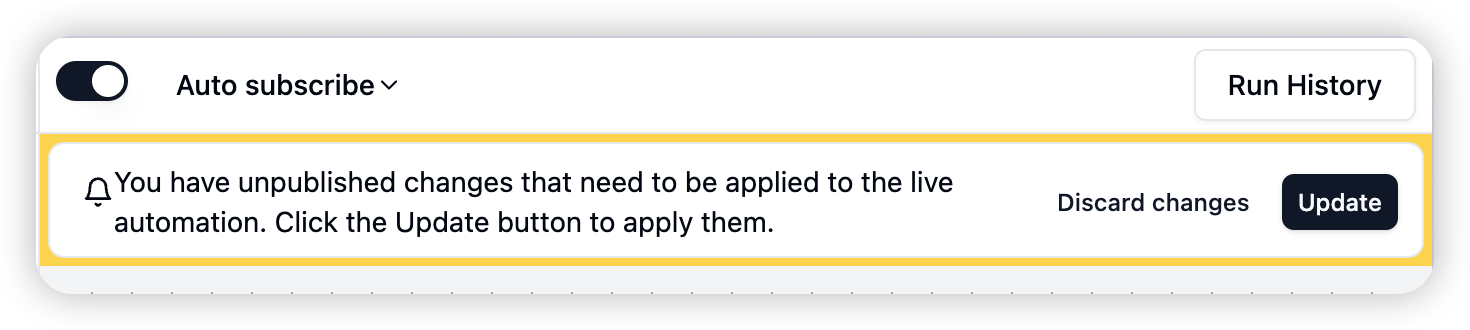 Auto subscribe
Run History
You have unpublished changes that need to be applied to the live
automation. Click the Update button to apply them.
Discard changes
Update